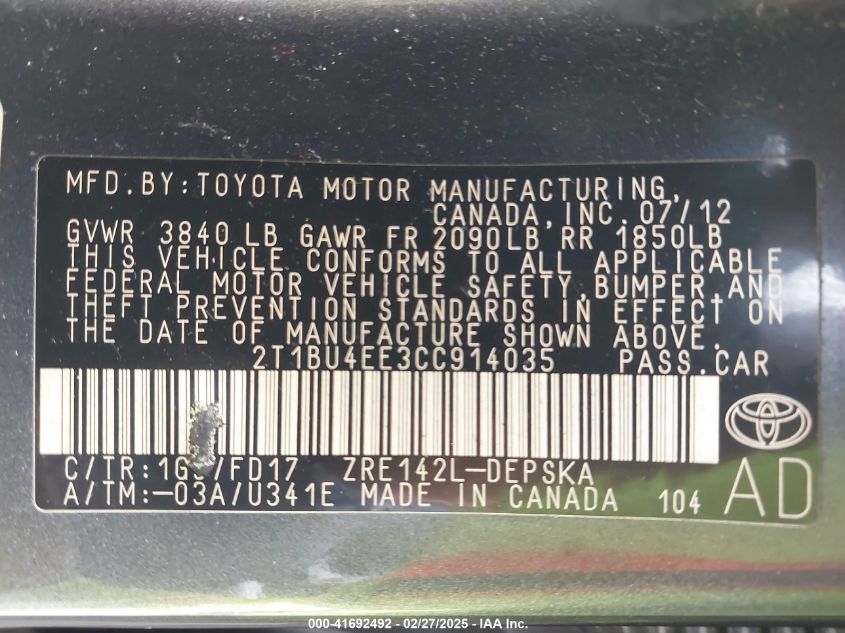 MFD.BY:TOYOTA MOTOR MANUFACTURING,
CANADA,INC. 07/12
GVWR 3840 LB GAWR FR 2090LB RR 1850LB
THIS VEHICLE CONFORMS TO ALL APPLICABLE
FEDERAL MOTOR VEHICLE SAFETY,BUMPER,AND
THEFT PREVENTION STANDARDS IN EFFECT ON
THE DATE OF MANUFACTURE SHOWN ABOVE.
2T1BU4EE3CC914035 PASS.CAR
C/TR: /FD17 ZRE142L-DEPSKA
A/TM:-03A/U341E MADE IN CANADA 104 AD
000-41692492 - 02/27/2025 - IAA Inc.